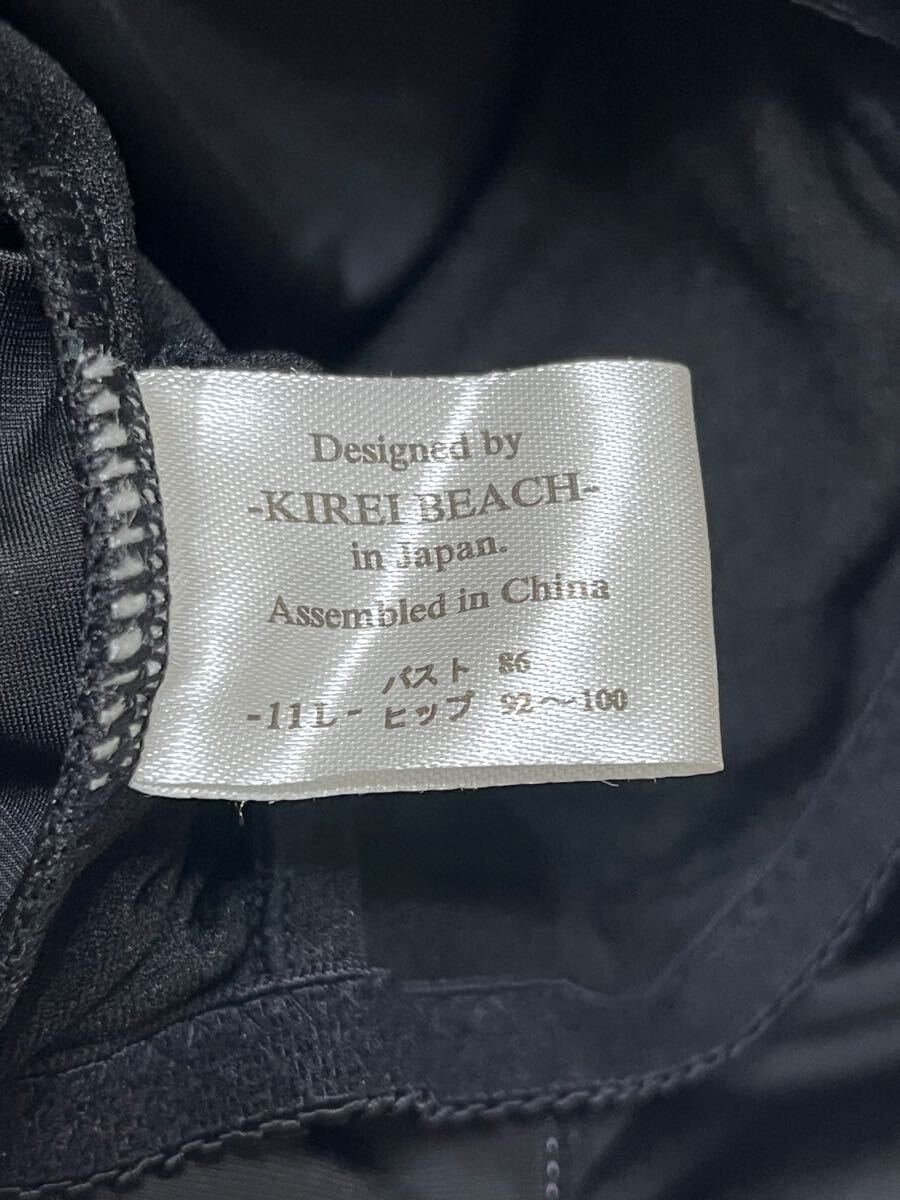 Designed by
-KIREI BEACH-
in Japan.
Assembled in China
バスト 86
-11L- ヒップ 92〜100